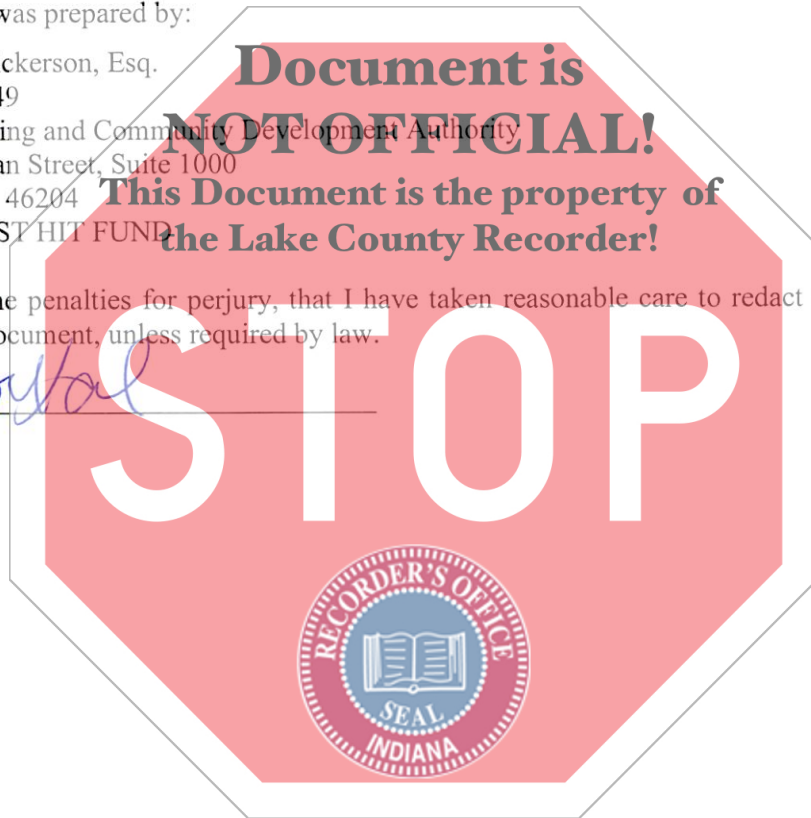 was prepared by:
ckerson, Esq.
49
ing and Community Development Authority
an Street, Suite 1000
46204
ST HIT FUND
Document is
NOT OFFICIAL!
This Document is the property of
the Lake County Recorder!
he penalties for perjury, that I have taken reasonable care to redact
ocument, unless required by law.
STOP
RECORDER'S OFFICE
SEAL
INDIANA